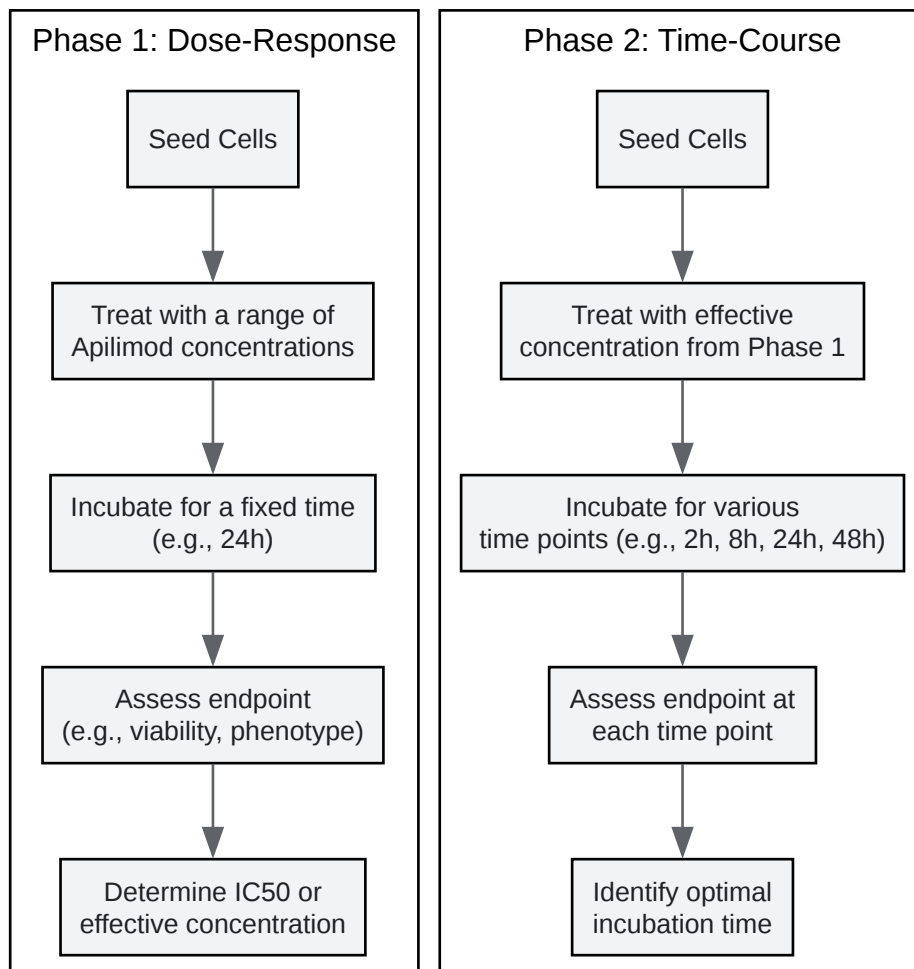 Phase 1: Dose-Response
Seed Cells
Treat with a range of
Apilimod concentrations
Incubate for a fixed time
(e.g., 24h)
Assess endpoint
(e.g., viability, phenotype)
Determine IC50 or
effective concentration
Phase 2: Time-Course
Seed Cells
Treat with effective
concentration from Phase 1
Incubate for various
time points (e.g., 2h, 8h, 24h, 48h)
Assess endpoint at
each time point
Identify optimal
incubation time